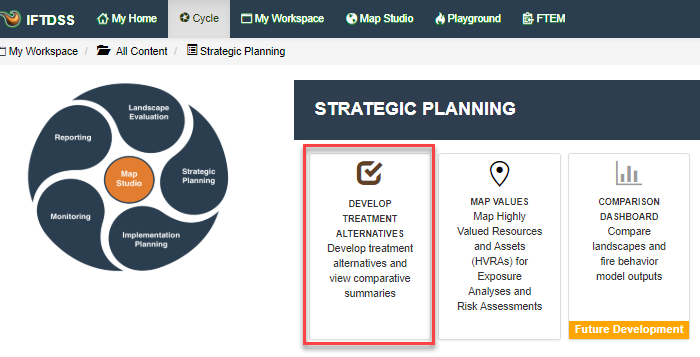 IFTDSS My Home Cycle My Workspace Map Studio Playground FTEM
My Workspace / All Content / Strategic Planning
Landscape
Evaluation
Reporting
Map
Studio
Strategic
Planning
Monitoring
Implementation
Planning
STRATEGIC PLANNING
DEVELOP
TREATMENT
ALTERNATIVES
Develop treatment
alternatives and
view comparative
summaries
MAP VALUES
Map Highly
Valued Resources
and Assets
(HVRAs) for
Exposure
Analyses and
Risk Assessments
COMPARISON
DASHBOARD
Compare
landscapes and
fire behavior
model outputs
Future Development